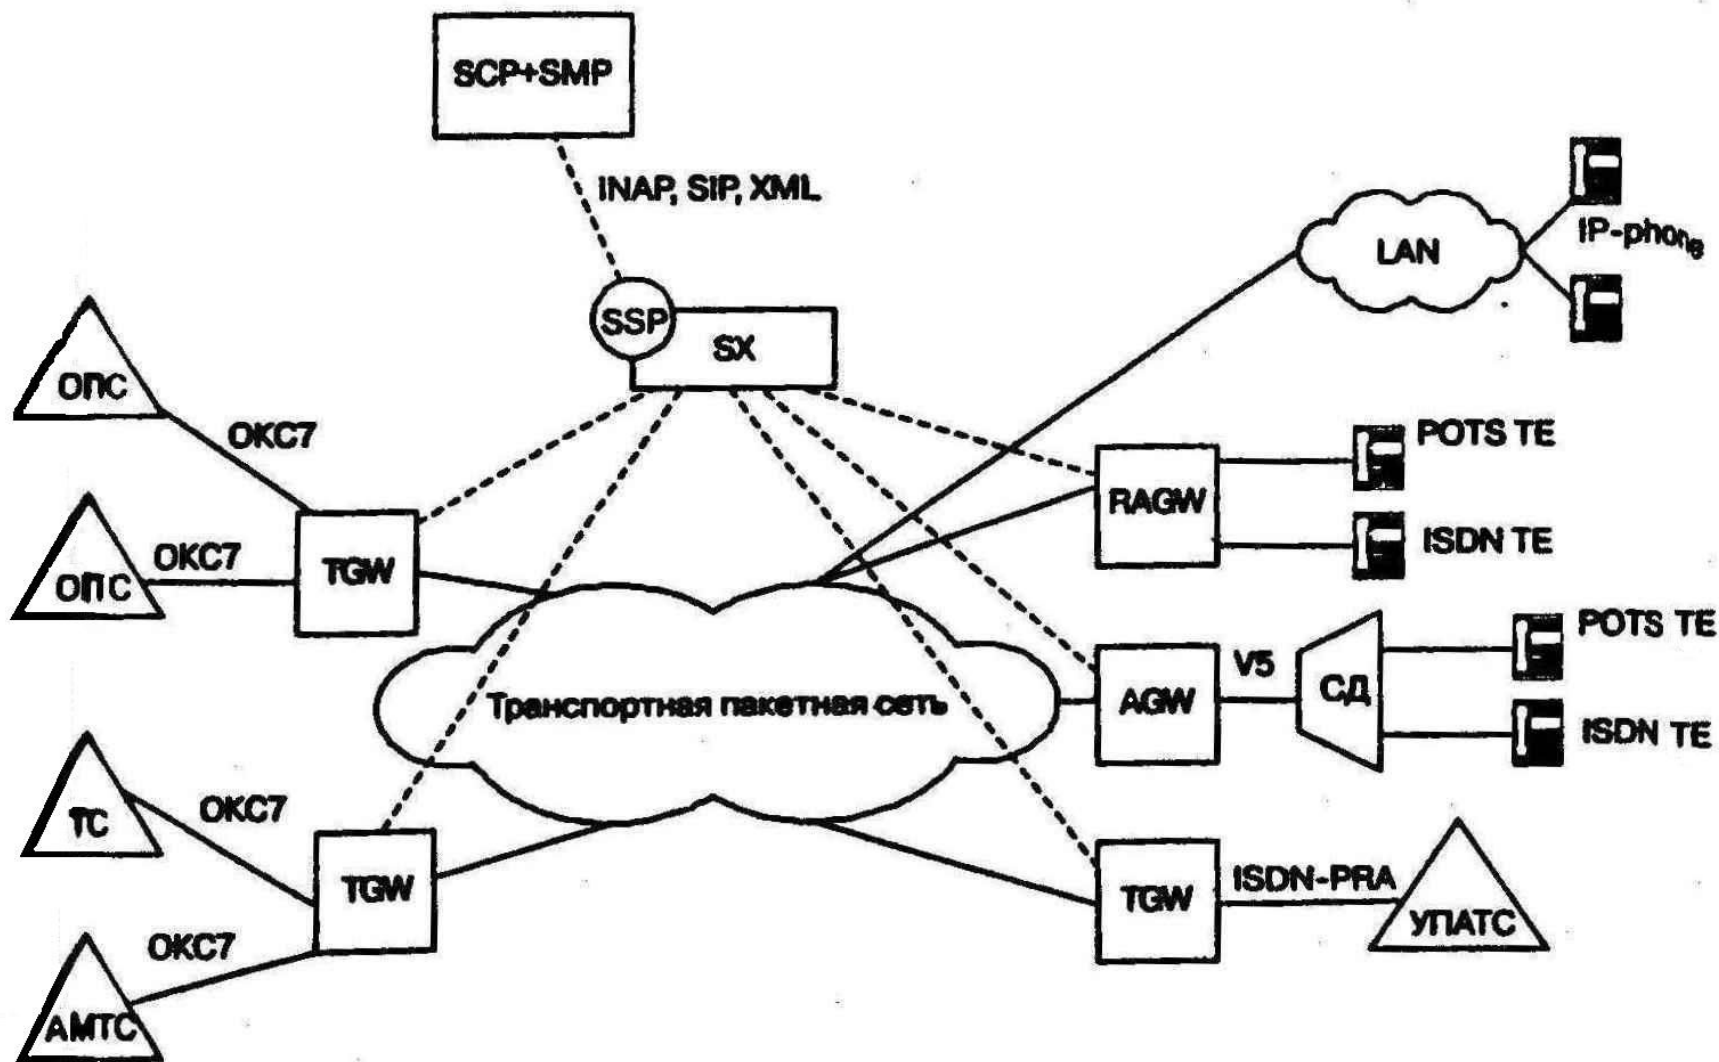 SCP+SMP
INAP, SIP, XML
SSP
SX
LAN
IP-phone
ОПС
ОКС7
ОПС
ОКС7
TGW
RAGW
POTS TE
ISDN TE
Транспортная пакетная сеть
AGW
V5
СД
POTS TE
ISDN TE
ТС
ОКС7
TGW
АМТС
ОКС7
TGW
ISDN-PRA
УПАТС